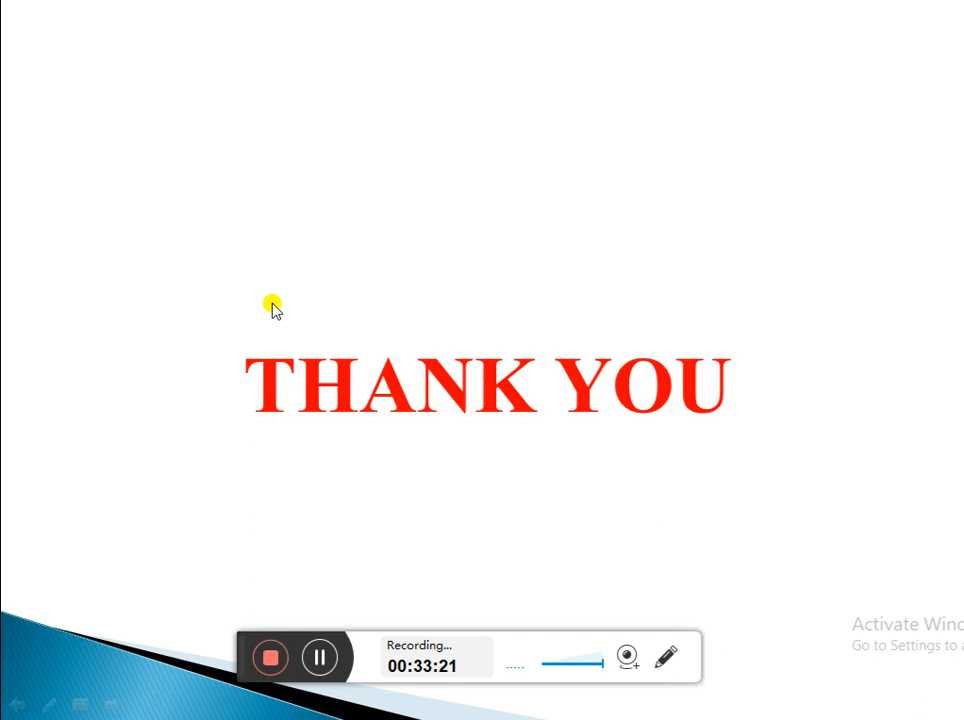 THANK YOU
Activate Winc
Go to Settings to a
Recording...
00:33:21